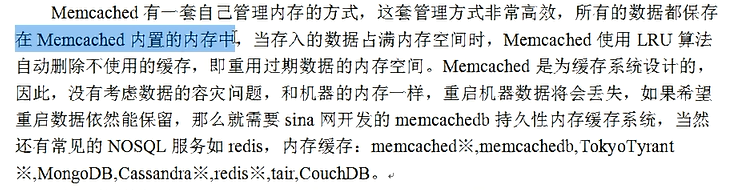 Memcached 有一套自己管理内存的方式，这套管理方式非常高效，所有的数据都保存
在 Memcached 内置的内存中，当存入的数据占满内存空间时，Memcached 使用 LRU 算法
自动删除不使用的缓存，即重用过期数据的内存空间。Memcached 是为缓存系统设计的，
因此，没有考虑数据的容灾问题，和机器的内存一样，重启机器数据将会丢失，如果希望
重启数据依然能保留，那么就需要 sina 网开发的 memcachedb 持久性内存缓存系统，当然
还有常见的 NOSQL 服务如 redis，内存缓存：memcached※,memcachedb,TokyoTyrant
※,MongoDB,Cassandra※,redis※,tair,CouchDB。